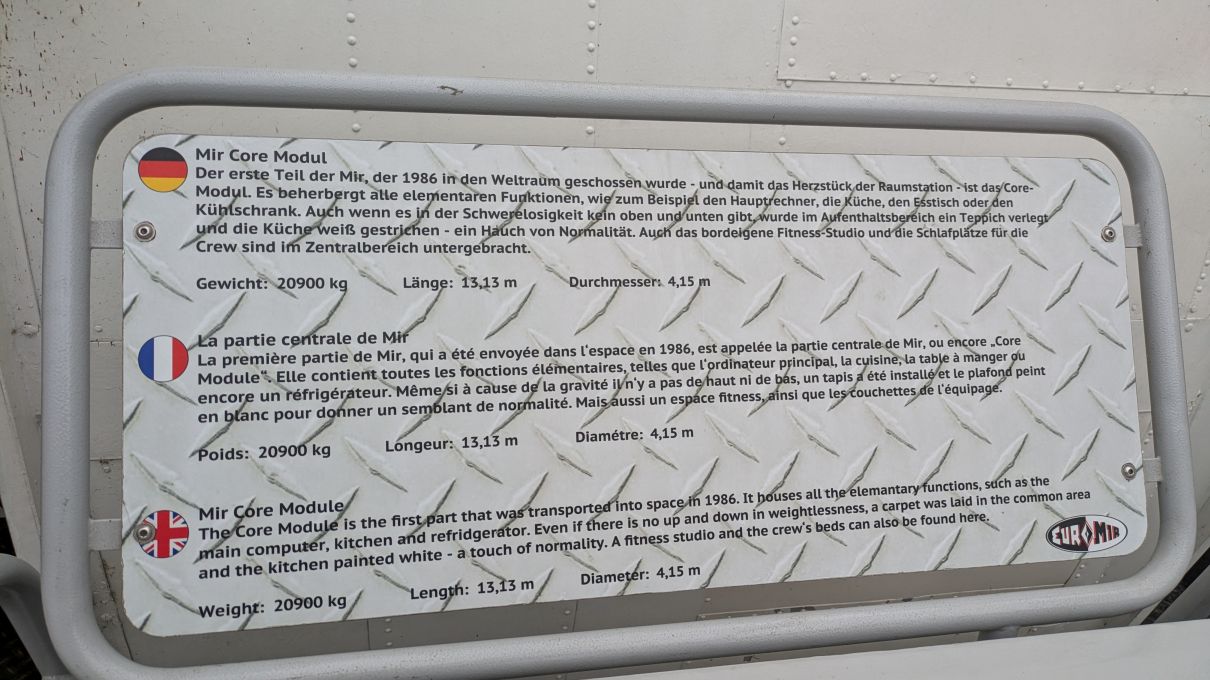 Mir Core Modul
Der erste Teil der Mir, der 1986 in den Weltraum geschossen wurde - und damit das Herzstück der Raumstation - ist das Core-
Modul. Es beherbergt alle elementaren Funktionen, wie zum Beispiel den Hauptrechner, die Küche, den Esstisch oder den
Kühlschrank. Auch wenn es in der Schwerelosigkeit kein oben und unten gibt, wurde im Aufenthaltsbereich ein Teppich verlegt
und die Küche weiß gestrichen - ein Hauch von Normalität. Auch das bordeigene Fitness-Studio und die Schlafplätze für die
Crew sind im Zentralbereich untergebracht.
Gewicht: 20900 kg Länge: 13,13 m Durchmesser: 4,15 m
La partie centrale de Mir
La première partie de Mir, qui a été envoyée dans l'espace en 1986, est appelée la partie centrale de Mir, ou encore „Core
Module". Elle contient toutes les fonctions élémentaires, telles que l'ordinateur principal, la cuisine, la table à manger ou
encore un réfrigérateur. Même si à cause de la gravité il n'y a pas de haut ni de bas, un tapis a été installé et le plafond peint
en blanc pour donner un semblant de normalité. Mais aussi un espace fitness, ainsi que les couchettes de l'équipage.
Poids: 20900 kg Longeur: 13,13 m Diamétre: 4,15 m
Mir Core Module
The Core Module is the first part that was transported into space in 1986. It houses all the elemantary functions, such as the
main computer, kitchen and refridgerator. Even if there is no up and down in weightlessness, a carpet was laid in the common area
and the kitchen painted white - a touch of normality. A fitness studio and the crew's beds can also be found here.
Weight: 20900 kg Length: 13,13 m Diameter: 4,15 m
EUROMIR